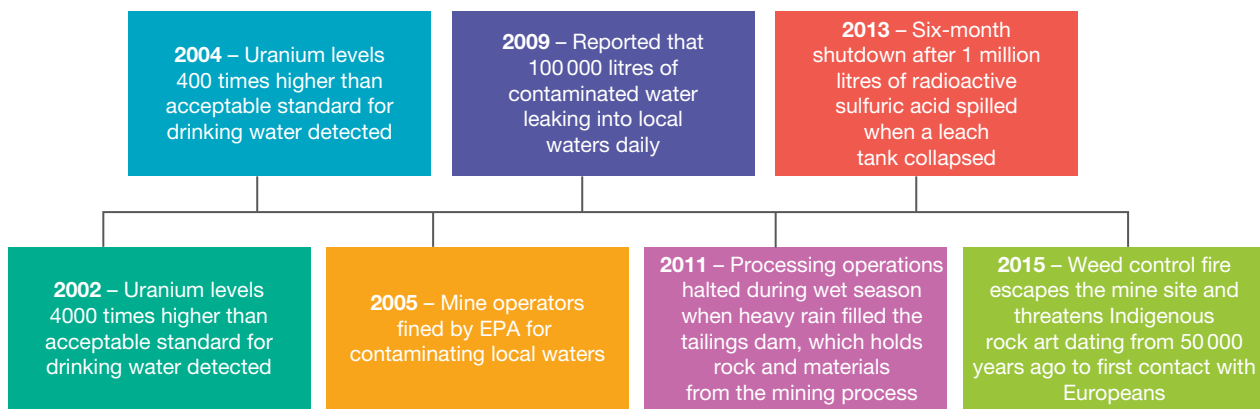 2004 – Uranium levels
400 times higher than
acceptable standard for
drinking water detected
2009 – Reported that
100 000 litres of
contaminated water
leaking into local
waters daily
2013 – Six-month
shutdown after 1 million
litres of radioactive
sulfuric acid spilled
when a leach
tank collapsed
2002 – Uranium levels
4000 times higher than
acceptable standard for
drinking water detected
2005 – Mine operators
fined by EPA for
contaminating local waters
2011 – Processing operations
halted during wet season
when heavy rain filled the
tailings dam, which holds
rock and materials
from the mining process
2015 – Weed control fire
escapes the mine site and
threatens Indigenous
rock art dating from 50 000
years ago to first contact with
Europeans